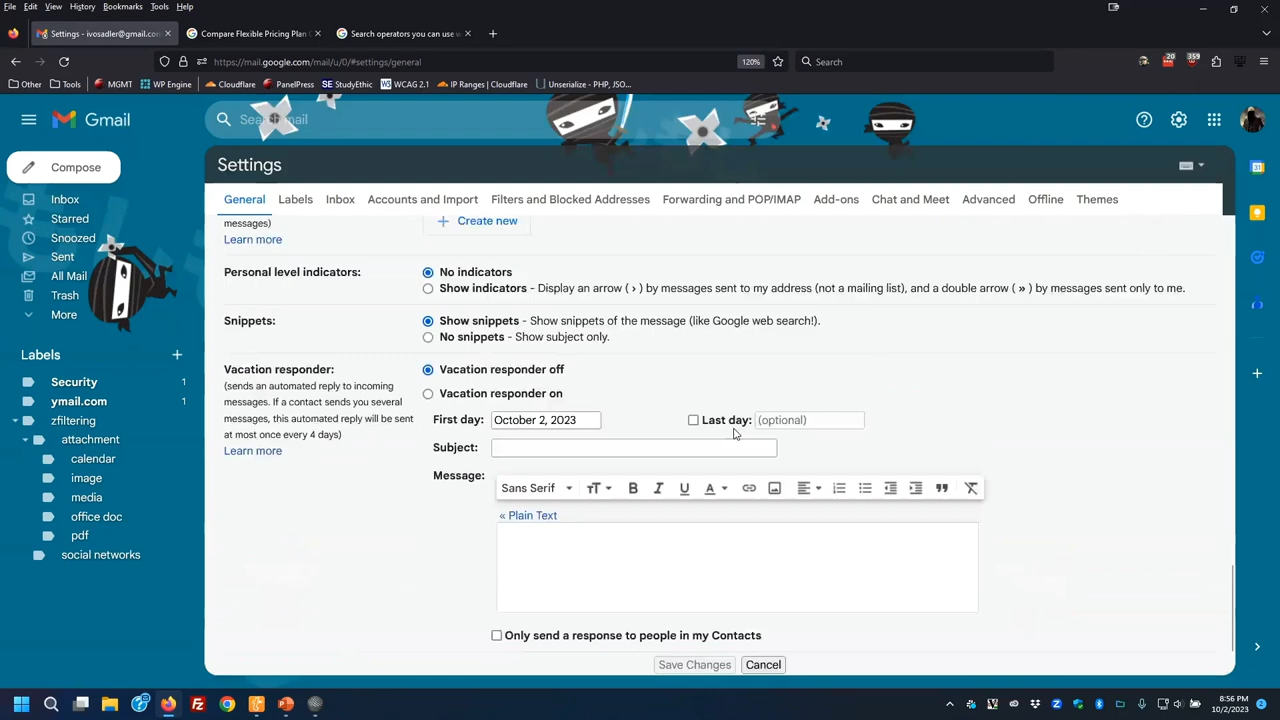 File Edit View History Bookmarks Tools Help
Settings - ivosadler@gmail.com
Compare Flexible Pricing Plan
Search operators you can use w
https://mail.google.com/mail/u/0/#settings/general
120%
Search
Other
Tools
MGMT
WP Engine
Cloudflare
PanelPress
SE StudyEthic
WCAG 2.1
IP Ranges | Cloudflare
Unserialize - PHP, JSO...
20
359
Gmail
Search mail
Compose
Settings
General
Labels
Inbox
Accounts and Import
Filters and Blocked Addresses
Forwarding and POP/IMAP
Add-ons
Chat and Meet
Advanced
Offline
Themes
Inbox
Starred
Snoozed
Sent
All Mail
Trash
More
Labels
Security 1
ymail.com 1
zfiltering
attachment
calendar
image
media
office doc
pdf
social networks
messages)
Learn more
Create new
Personal level indicators:
No indicators
Show indicators - Display an arrow ( › ) by messages sent to my address (not a mailing list), and a double arrow ( » ) by messages sent only to me.
Snippets:
Show snippets - Show snippets of the message (like Google web search!).
No snippets - Show subject only.
Vacation responder:
(sends an automated reply to incoming
messages. If a contact sends you several
messages, this automated reply will be sent
at most once every 4 days)
Learn more
Vacation responder off
Vacation responder on
First day: October 2, 2023
Last day: (optional)
Subject:
Message:
Sans Serif
« Plain Text
Only send a response to people in my Contacts
Save Changes
Cancel
8:56 PM
10/2/2023